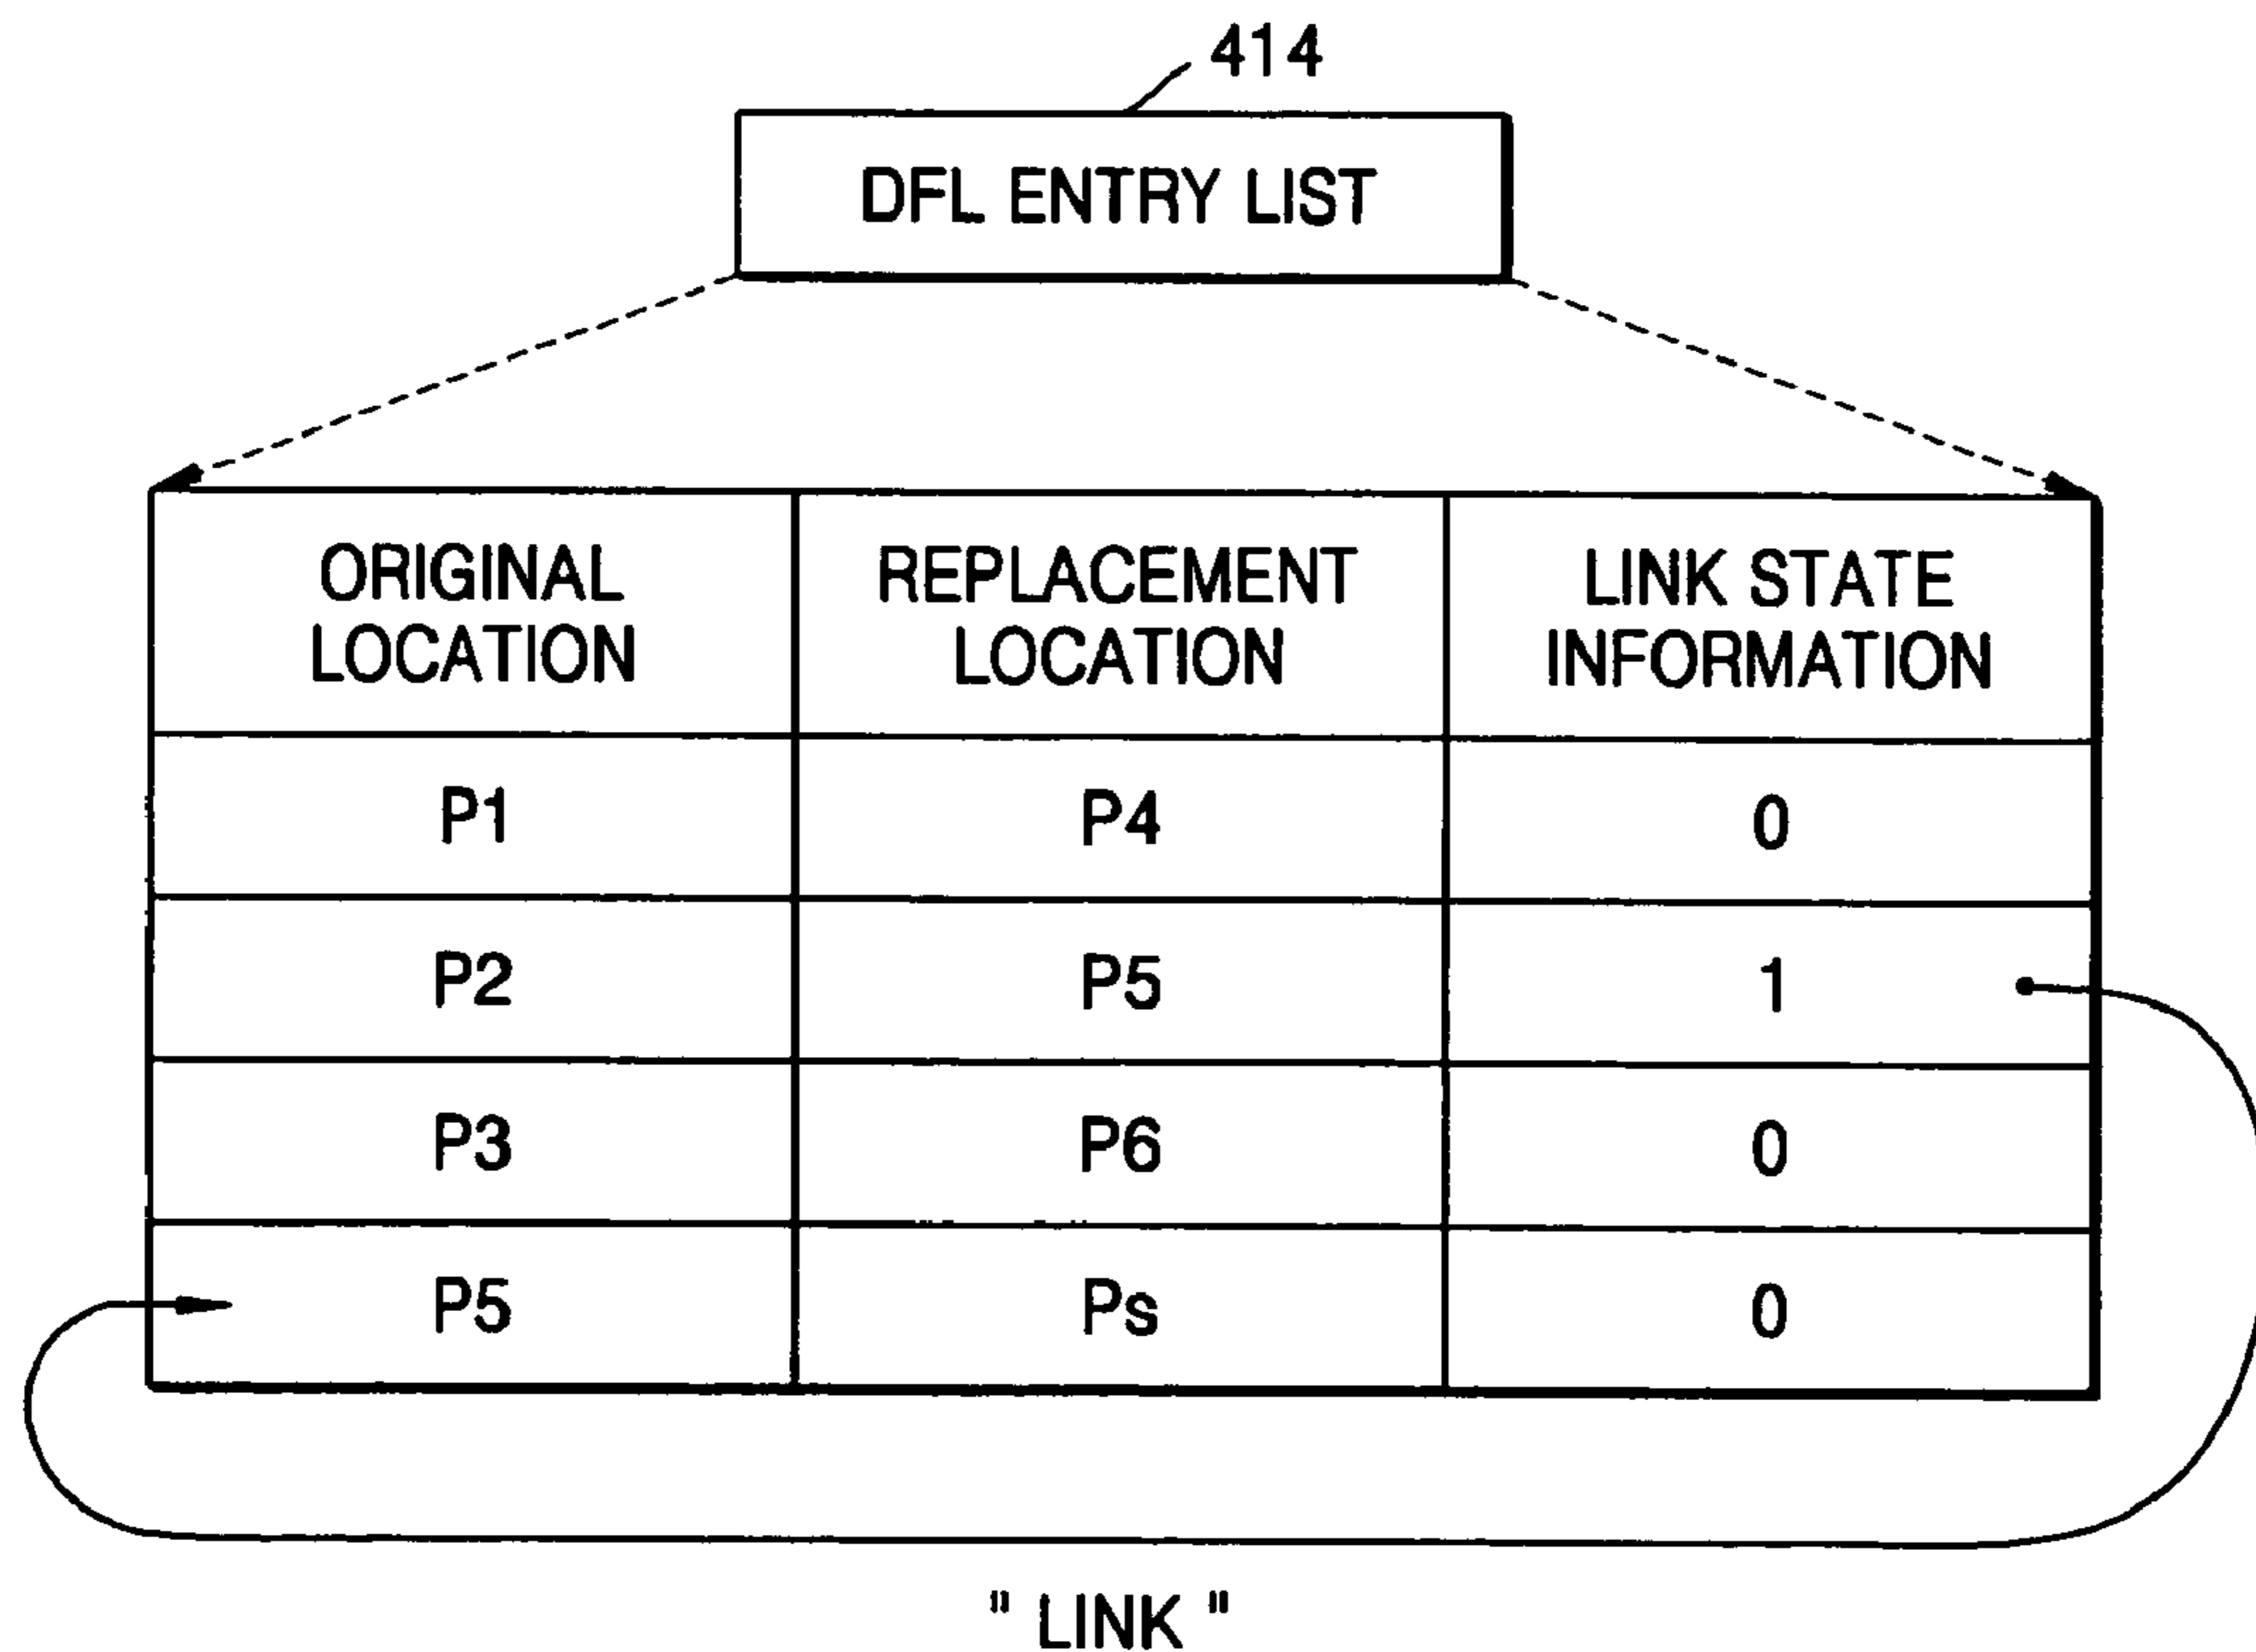 414
DFL ENTRY LIST
ORIGINAL LOCATION
REPLACEMENT LOCATION
LINK STATE INFORMATION
P1 P4 0
P2 P5 1
P3 P6 0
P5 Ps 0
" LINK "